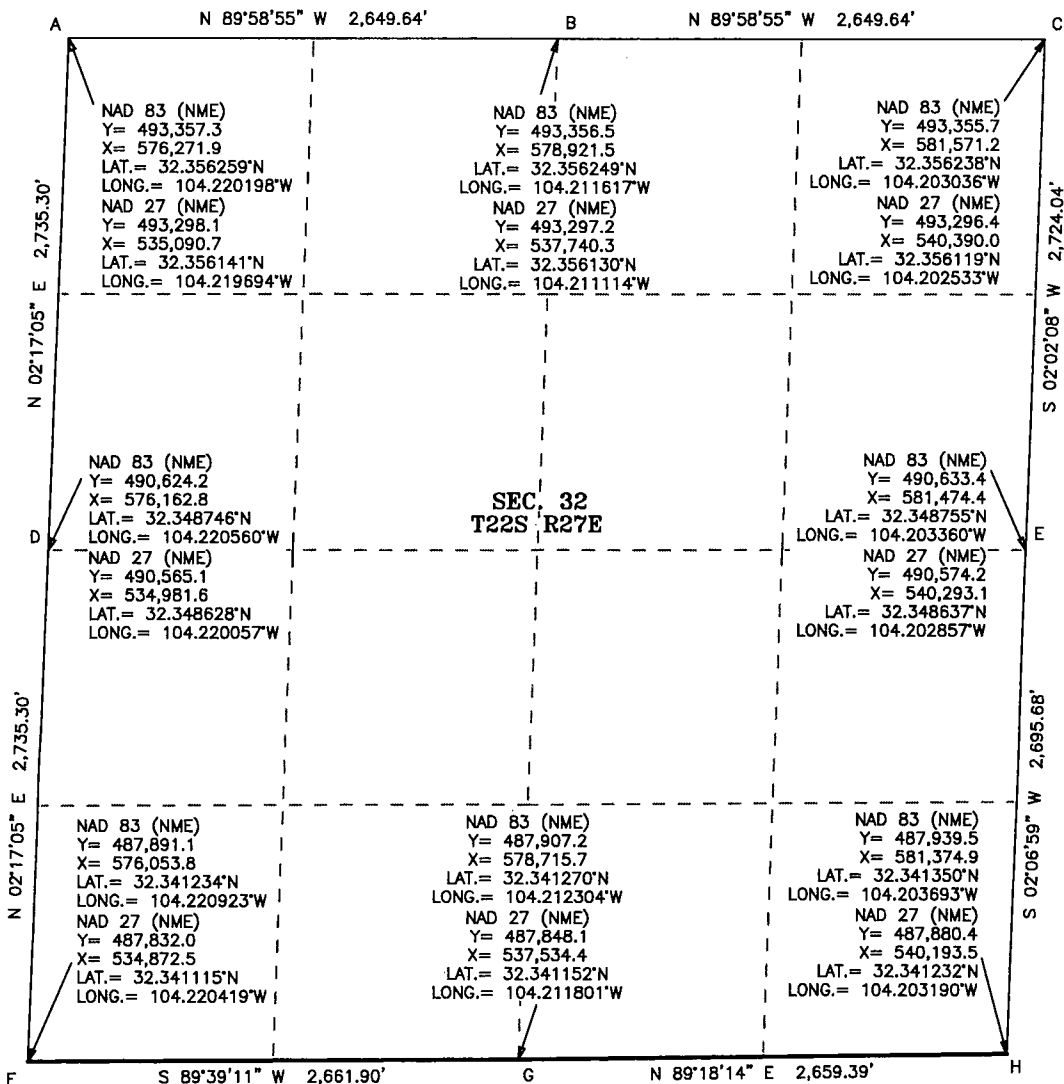 N 89°58'55" W 2,649.64' N 89°58'55" W 2,649.64'
A B C
NAD 83 (NME)
Y= 493,357.3
X= 576,271.9
LAT.= 32.356259°N
LONG.= 104.220198°W
NAD 27 (NME)
Y= 493,298.1
X= 535,090.7
LAT.= 32.356141°N
LONG.= 104.219694°W
NAD 83 (NME)
Y= 493,356.5
X= 578,921.5
LAT.= 32.356249°N
LONG.= 104.211617°W
NAD 27 (NME)
Y= 493,297.2
X= 537,740.3
LAT.= 32.356130°N
LONG.= 104.211114°W
NAD 83 (NME)
Y= 493,355.7
X= 581,571.2
LAT.= 32.356238°N
LONG.= 104.203036°W
NAD 27 (NME)
Y= 493,296.4
X= 540,390.0
LAT.= 32.356119°N
LONG.= 104.202533°W
N 02°17'05" E 2,735.30'
S 02°02'08" W 2,724.04'
D
NAD 83 (NME)
Y= 490,624.2
X= 576,162.8
LAT.= 32.348746°N
LONG.= 104.220560°W
NAD 27 (NME)
Y= 490,565.1
X= 534,981.6
LAT.= 32.348628°N
LONG.= 104.220057°W
SEC. 32
T22S R27E
NAD 83 (NME)
Y= 490,633.4
X= 581,474.4
LAT.= 32.348755°N
LONG.= 104.203360°W
NAD 27 (NME)
Y= 490,574.2
X= 540,293.1
LAT.= 32.348637°N
LONG.= 104.202857°W
E
N 02°17'05" E 2,735.30'
S 02°06'59" W 2,695.68'
NAD 83 (NME)
Y= 487,891.1
X= 576,053.8
LAT.= 32.341234°N
LONG.= 104.220923°W
NAD 27 (NME)
Y= 487,832.0
X= 534,872.5
LAT.= 32.341115°N
LONG.= 104.220419°W
NAD 83 (NME)
Y= 487,907.2
X= 578,715.7
LAT.= 32.341270°N
LONG.= 104.212304°W
NAD 27 (NME)
Y= 487,848.1
X= 537,534.4
LAT.= 32.341152°N
LONG.= 104.211801°W
NAD 83 (NME)
Y= 487,939.5
X= 581,374.9
LAT.= 32.341350°N
LONG.= 104.203693°W
NAD 27 (NME)
Y= 487,880.4
X= 540,193.5
LAT.= 32.341232°N
LONG.= 104.203190°W
F G H
S 89°39'11" W 2,661.90' N 89°18'14" E 2,659.39'